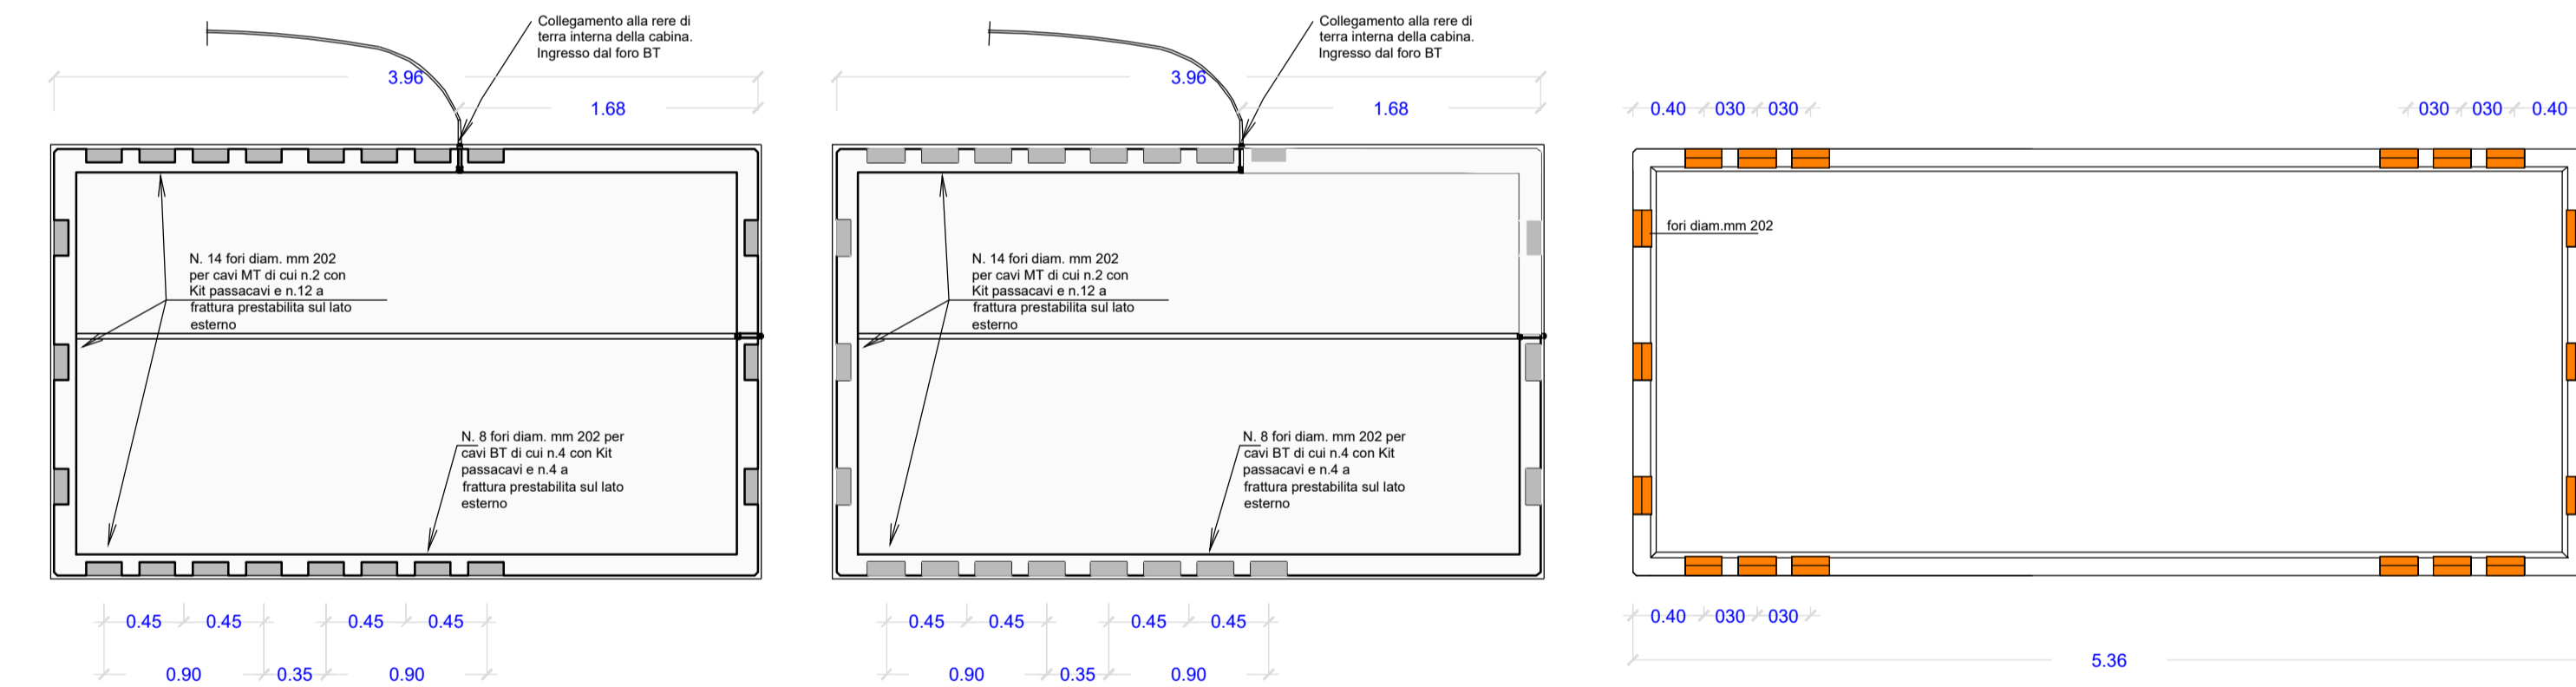 Collegamento alla rere di
terra interna della cabina.
Ingresso dal foro BT
3.96
1.68
N. 14 fori diam. mm 202
per cavi MT di cui n.2 con
Kit passacavi e n.12 a
frattura prestabilita sul lato
esterno
N. 8 fori diam. mm 202 per
cavi BT di cui n.4 con Kit
passacavi e n.4 a
frattura prestabilita sul lato
esterno
0.45 0.45 0.45 0.45
0.90 0.35 0.90
Collegamento alla rere di
terra interna della cabina.
Ingresso dal foro BT
3.96
1.68
N. 14 fori diam. mm 202
per cavi MT di cui n.2 con
Kit passacavi e n.12 a
frattura prestabilita sul lato
esterno
N. 8 fori diam. mm 202 per
cavi BT di cui n.4 con Kit
passacavi e n.4 a
frattura prestabilita sul lato
esterno
0.45 0.45 0.45 0.45
0.90 0.35 0.90
0.40 030 030 030 030 0.40
fori diam.mm 202
0.40 030 030
5.36